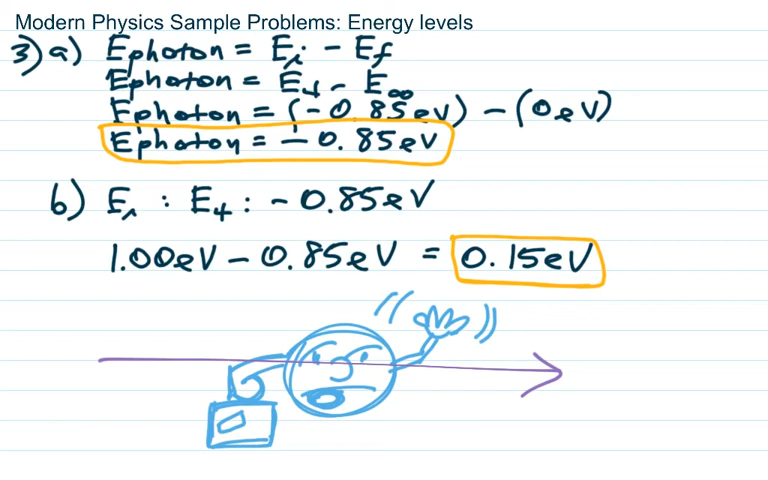 Modern Physics Sample Problems: Energy levels
3) a) Ephoton = Ei - Ef
Ephoton = E4 - E∞
Ephoton = (-0.85eV) - (0eV)
Ephoton = -0.85eV
b) Ei : E4 : -0.85eV
1.00eV - 0.85eV = 0.15eV